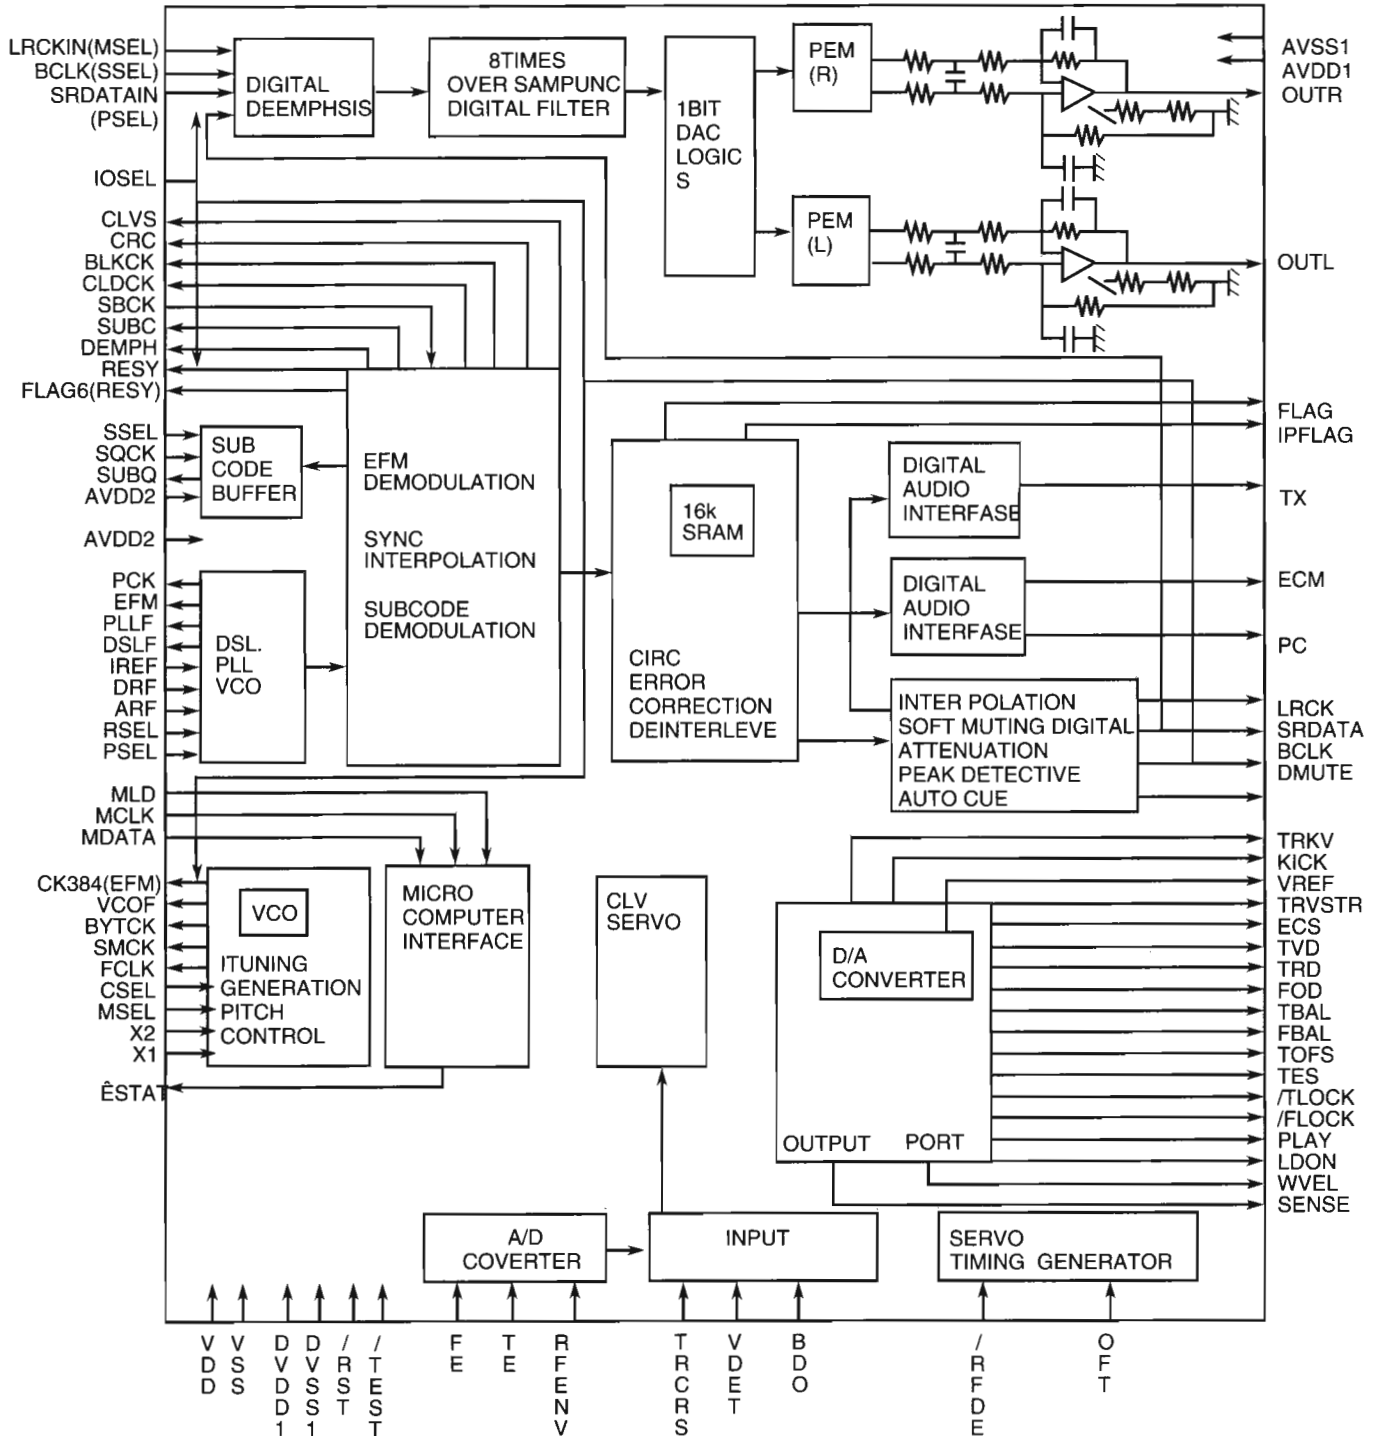 LRCKIN(MSEL)
BCLK(SSEL)
SRDATAIN
(PSEL)
IOSEL
CLVS
CRC
BLKCK
CLDCK
SBCK
SUBC
DEMPH
RESY
FLAG6(RESY)
SSEL
SQCK
SUBQ
AVDD2
AVDD2
PCK
EFM
PLLF
DSLF
IREF
DRF
ARF
RSEL
PSEL
MLD
MCLK
MDATA
CK384(EFM)
VCOF
BYTCK
SMCK
FCLK
CSEL
MSEL
X2
X1
ÊSTAT
DIGITAL
DEEMPHSIS
8TIMES
OVER SAMPUNC
DIGITAL FILTER
1BIT
DAC
LOGIC
S
PEM
(R)
PEM
(L)
SUB
CODE
BUFFER
EFM
DEMODULATION
SYNC
INTERPOLATION
SUBCODE
DEMODULATION
DSL.
PLL
VCO
16k
SRAM
CIRC
ERROR
CORRECTION
DEINTERLEVE
DIGITAL
AUDIO
INTERFASE
DIGITAL
AUDIO
INTERFASE
INTER POLATION
SOFT MUTING DIGITAL
ATTENUATION
PEAK DETECTIVE
AUTO CUE
VCO
ITUNING
GENERATION
PITCH
CONTROL
MICRO
COMPUTER
INTERFACE
CLV
SERVO
D/A
CONVERTER
OUTPUT PORT
A/D
COVERTER
INPUT
SERVO
TIMING GENERATOR
AVSS1
AVDD1
OUTR
OUTL
FLAG
IPFLAG
TX
ECM
PC
LRCK
SRDATA
BCLK
DMUTE
TRKV
KICK
VREF
TRVSTR
ECS
TVD
TRD
FOD
TBAL
FBAL
TOFS
TES
/TLOCK
/FLOCK
PLAY
LDON
WVEL
SENSE
VDD
VSS
DVDD1
DVSS1
/RST
/TEST
FE
TE
RFENV
TRCRS
VDET
BDO
/RFDE
OFT